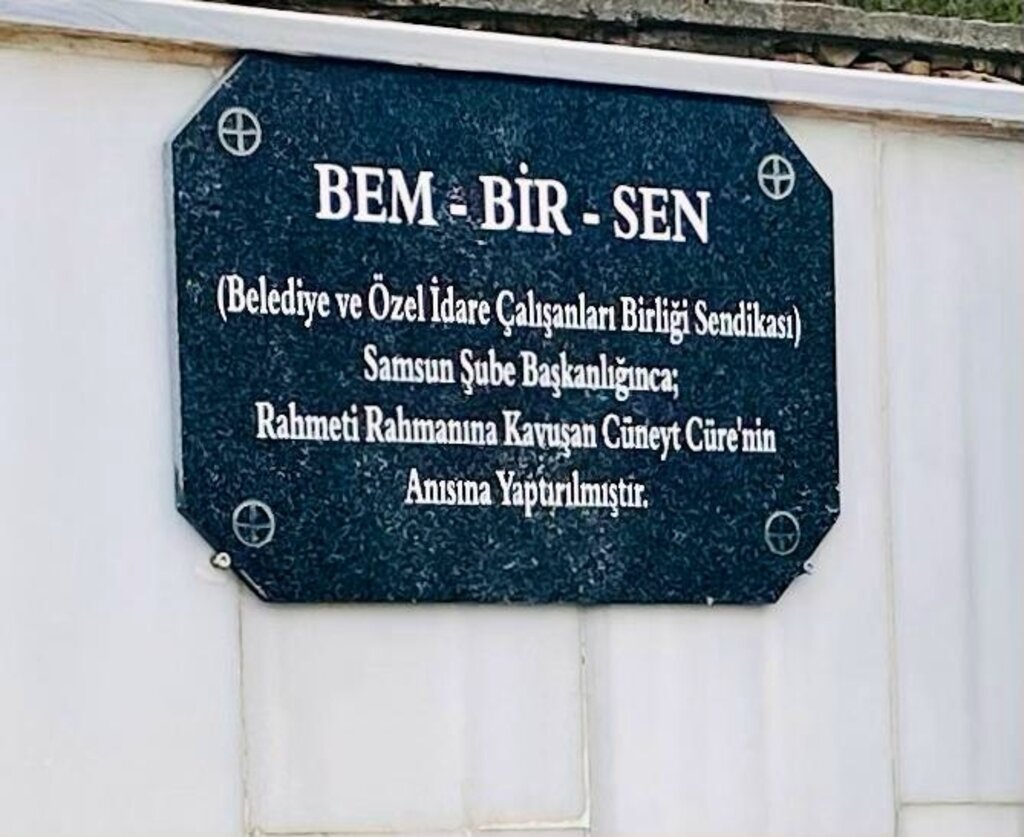 BEM - BİR - SEN
(Belediye ve Özel İdare Çalışanları Birliği Sendikası)
Samsun Şube Başkanlığınca;
Rahmeti Rahmanına Kavuşan Cüneyt Cüre'nin
Anısına Yaptırılmıştır.